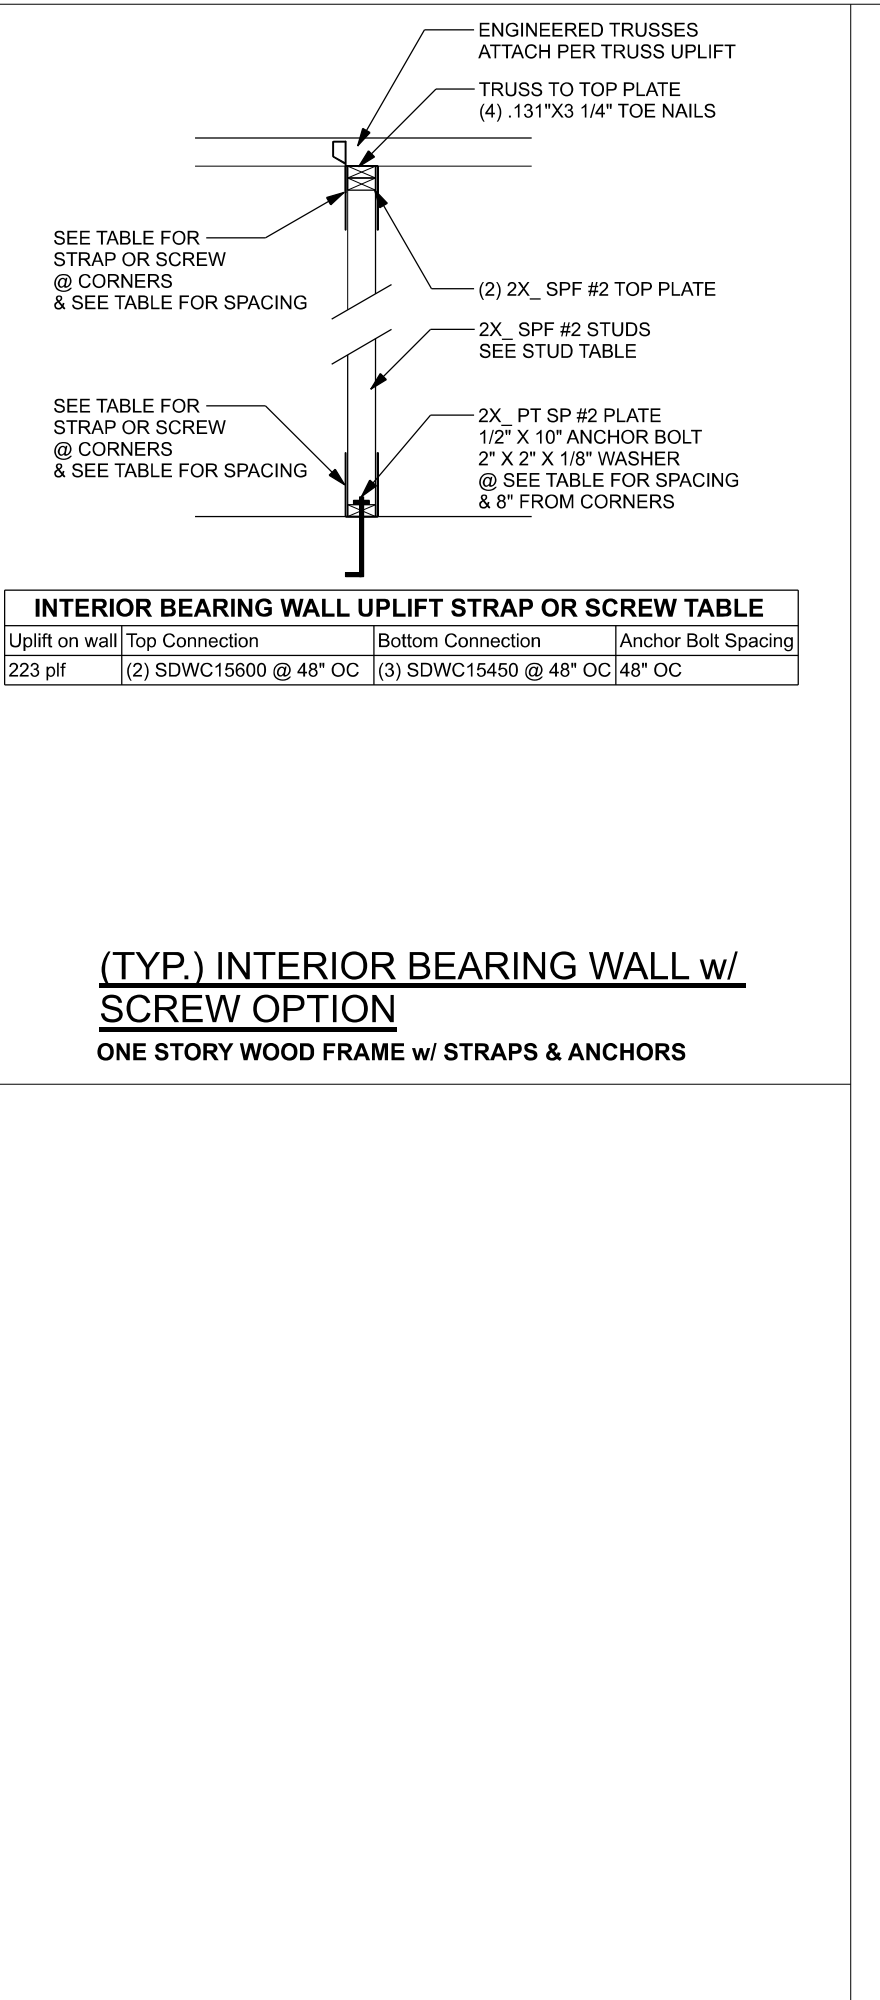 ENGINEERED TRUSSES
ATTACH PER TRUSS UPLIFT
TRUSS TO TOP PLATE
(4) .131"X3 1/4" TOE NAILS
SEE TABLE FOR
STRAP OR SCREW
@ CORNERS
& SEE TABLE FOR SPACING
(2) 2X_ SPF #2 TOP PLATE
2X_ SPF #2 STUDS
SEE STUD TABLE
SEE TABLE FOR
STRAP OR SCREW
@ CORNERS
& SEE TABLE FOR SPACING
2X_ PT SP #2 PLATE
1/2" X 10" ANCHOR BOLT
2" X 2" X 1/8" WASHER
@ SEE TABLE FOR SPACING
& 8" FROM CORNERS
INTERIOR BEARING WALL UPLIFT STRAP OR SCREW TABLE
Uplift on wall Top Connection Bottom Connection Anchor Bolt Spacing
223 plf (2) SDWC15600 @ 48" OC (3) SDWC15450 @ 48" OC 48" OC
(TYP.) INTERIOR BEARING WALL w/
SCREW OPTION
ONE STORY WOOD FRAME w/ STRAPS & ANCHORS